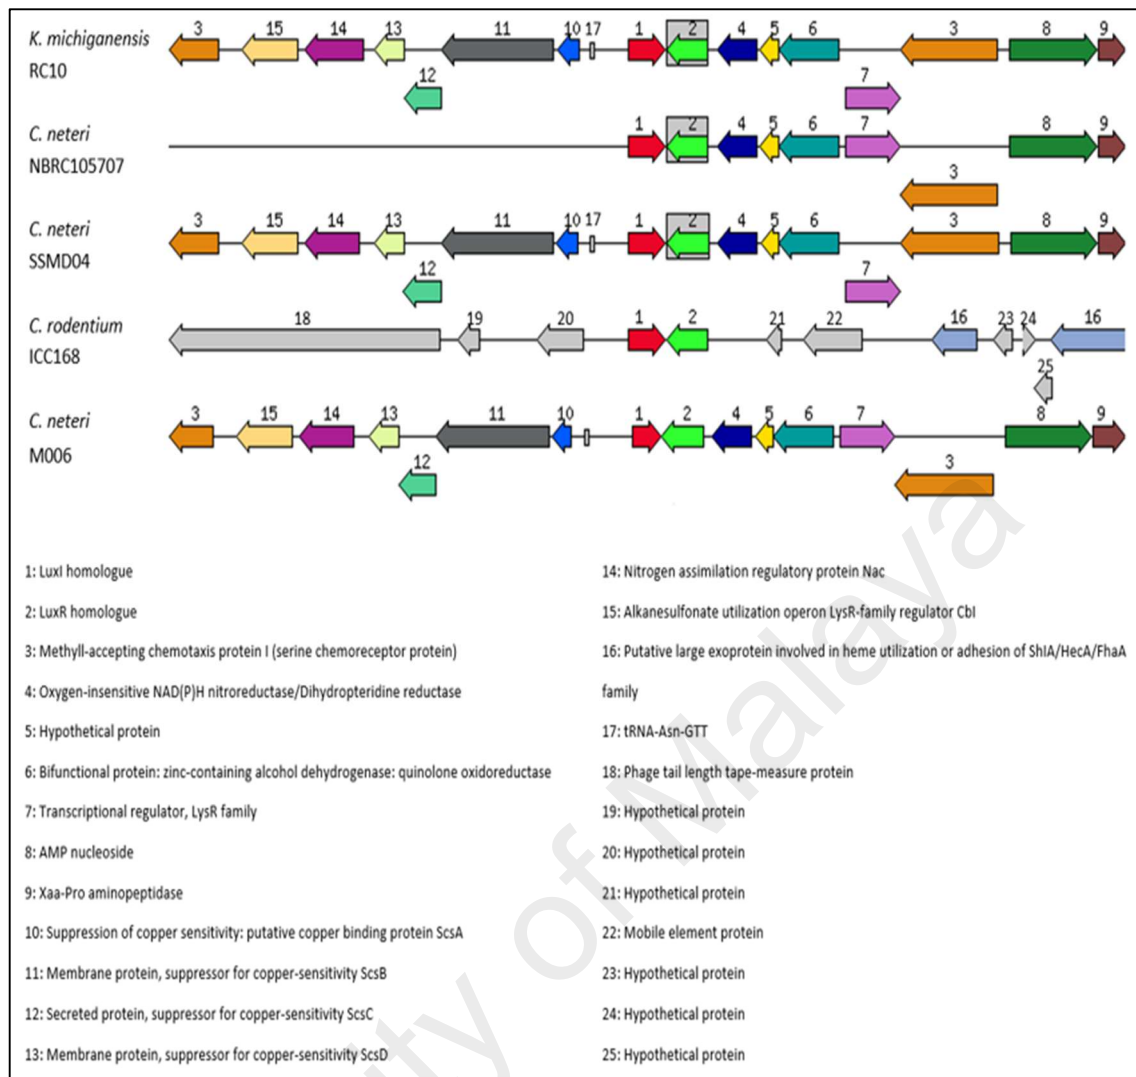 3 15 14 13 11 10 17 1 2 4 5 6 3 8 9
K. michiganensis
RC10
12 7
C. neteri
NBRC105707
1 2 4 5 6 7 8 9
3
C. neteri
SSMD04
3 15 14 13 11 10 17 1 2 4 5 6 3 8 9
12 7
C. rodentium
ICC168
18 19 20 1 2 21 22 16 23 24 16
25
C. neteri
M006
3 15 14 13 11 10 1 2 4 5 6 7 8 9
12 3
1: LuxI homologue
2: LuxR homologue
3: Methyll-accepting chemotaxis protein I (serine chemoreceptor protein)
4: Oxygen-insensitive NAD(P)H nitroreductase/Dihydropteridine reductase
5: Hypothetical protein
6: Bifunctional protein: zinc-containing alcohol dehydrogenase: quinolone oxidoreductase
7: Transcriptional regulator, LysR family
8: AMP nucleoside
9: Xaa-Pro aminopeptidase
10: Suppression of copper sensitivity: putative copper binding protein ScsA
11: Membrane protein, suppressor for copper-sensitivity ScsB
12: Secreted protein, suppressor for copper-sensitivity ScsC
13: Membrane protein, suppressor for copper-sensitivity ScsD
14: Nitrogen assimilation regulatory protein Nac
15: Alkanesulfonate utilization operon LysR-family regulator CbI
16: Putative large exoprotein involved in heme utilization or adhesion of ShIA/HecA/FhaA
family
17: tRNA-Asn-GTT
18: Phage tail length tape-measure protein
19: Hypothetical protein
20: Hypothetical protein
21: Hypothetical protein
22: Mobile element protein
23: Hypothetical protein
24: Hypothetical protein
25: Hypothetical protein
ity of Malaya